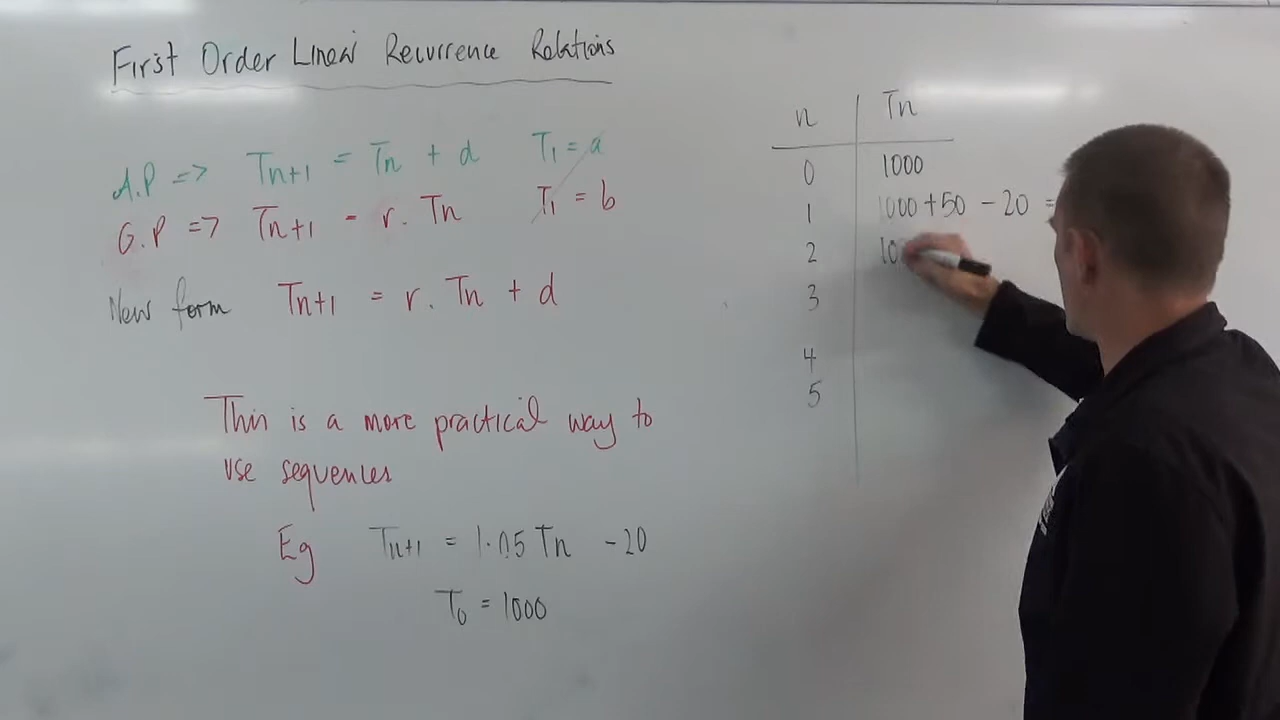 First Order Linear Recurrence Relations
A.P => Tn+1 = Tn + d T1 = a
G.P => Tn+1 = r. Tn T1 = b
New form Tn+1 = r. Tn + d
This is a more practical way to
use sequences
Eg Tn+1 = 1.05 Tn - 20
T0 = 1000
n Tn
0 1000
1 1000 + 50 - 20 =
2 10
3
4
5